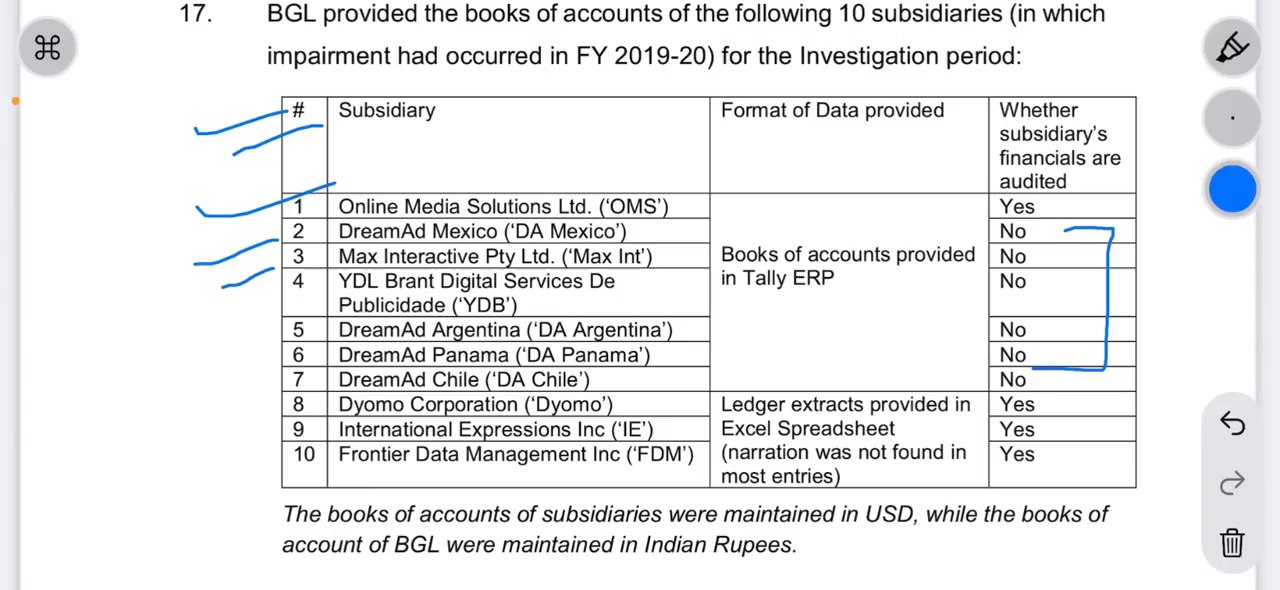 17. BGL provided the books of accounts of the following 10 subsidiaries (in which
impairment had occurred in FY 2019-20) for the Investigation period:
# Subsidiary Format of Data provided Whether
subsidiary's
financials are
audited
1 Online Media Solutions Ltd. ('OMS') Yes
2 DreamAd Mexico ('DA Mexico') No
3 Max Interactive Pty Ltd. ('Max Int') No
Books of accounts provided
in Tally ERP
4 YDL Brant Digital Services De No
Publicidade ('YDB')
5 DreamAd Argentina ('DA Argentina') No
6 DreamAd Panama ('DA Panama') No
7 DreamAd Chile ('DA Chile') No
8 Dyomo Corporation ('Dyomo') Yes
9 International Expressions Inc ('IE') Yes
10 Frontier Data Management Inc ('FDM') Yes
Ledger extracts provided in
Excel Spreadsheet
(narration was not found in
most entries)
The books of accounts of subsidiaries were maintained in USD, while the books of
account of BGL were maintained in Indian Rupees.